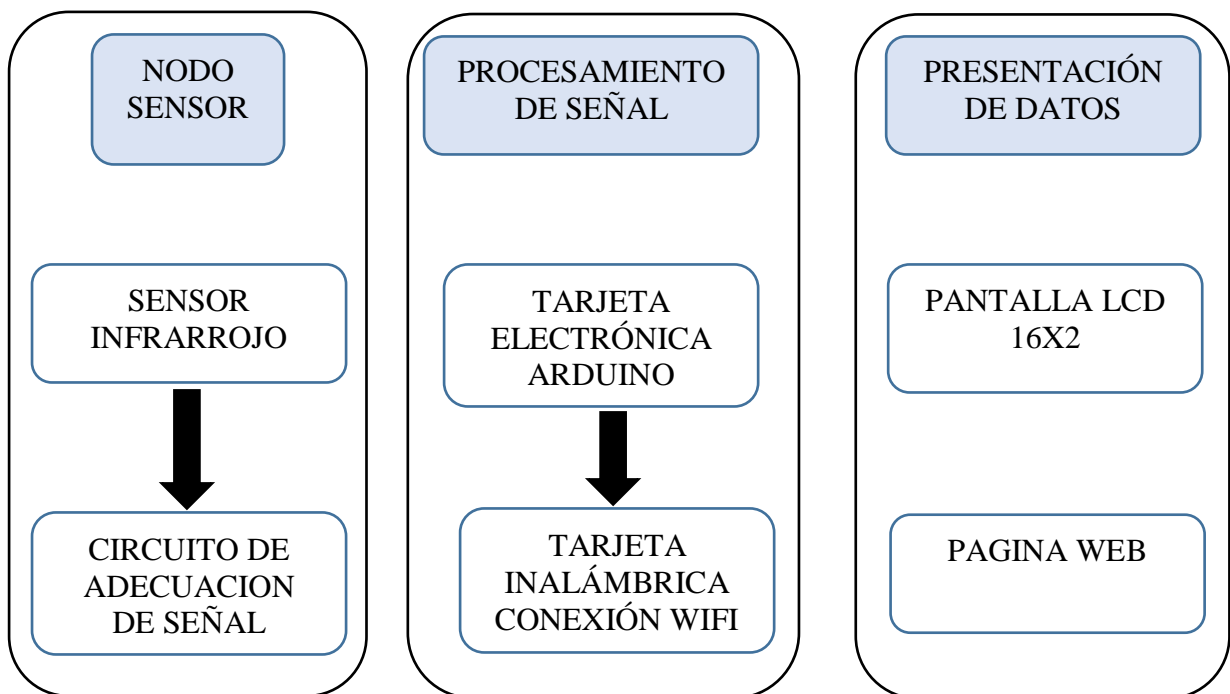 NODO
SENSOR
SENSOR
INFRARROJO
CIRCUITO DE
ADECUACION
DE SEÑAL
PROCESAMIENTO
DE SEÑAL
TARJETA
ELECTRÓNICA
ARDUINO
TARJETA
INALÁMBRICA
CONEXIÓN WIFI
PRESENTACIÓN
DE DATOS
PANTALLA LCD
16X2
PAGINA WEB